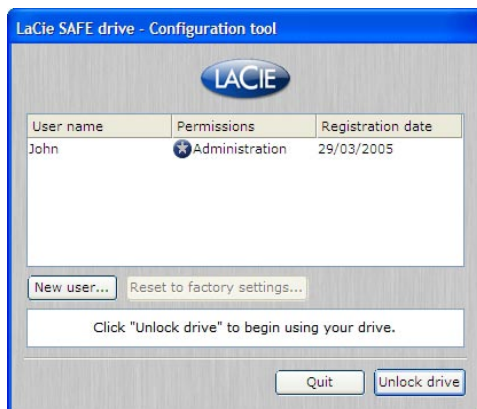 LaCie SAFE drive - Configuration tool
LACIE
User name Permissions Registration date
John Administration 29/03/2005
New user... Reset to factory settings...
Click "Unlock drive" to begin using your drive.
Quit Unlock drive